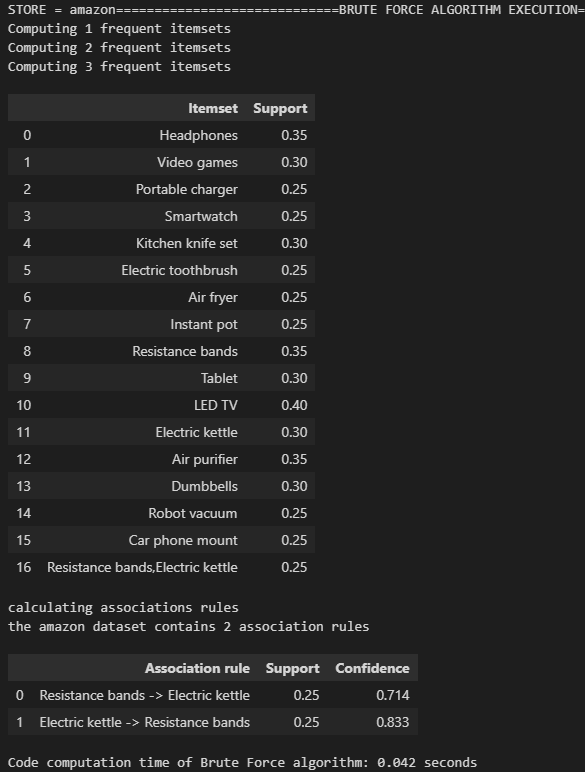 STORE = amazon=============================BRUTE FORCE ALGORITHM EXECUTION=
Computing 1 frequent itemsets
Computing 2 frequent itemsets
Computing 3 frequent itemsets
Itemset Support
0 Headphones 0.35
1 Video games 0.30
2 Portable charger 0.25
3 Smartwatch 0.25
4 Kitchen knife set 0.30
5 Electric toothbrush 0.25
6 Air fryer 0.25
7 Instant pot 0.25
8 Resistance bands 0.35
9 Tablet 0.30
10 LED TV 0.40
11 Electric kettle 0.30
12 Air purifier 0.35
13 Dumbbells 0.30
14 Robot vacuum 0.25
15 Car phone mount 0.25
16 Resistance bands,Electric kettle 0.25
calculating associations rules
the amazon dataset contains 2 association rules
Association rule Support Confidence
0 Resistance bands -> Electric kettle 0.25 0.714
1 Electric kettle -> Resistance bands 0.25 0.833
Code computation time of Brute Force algorithm: 0.042 seconds